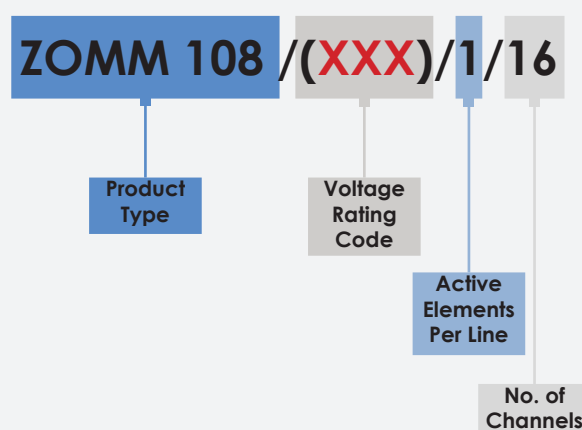 ZOMM 108/(XXX)/1/16
Product
Type
Voltage
Rating
Code
Active
Elements
Per Line
No. of
Channels